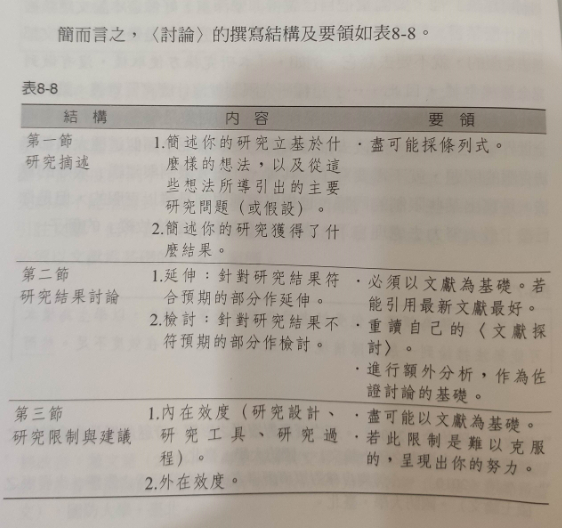 簡而言之，〈討論〉的撰寫結構及要領如表8-8。
表8-8
結構 內容 要領
第一節
研究摘述
1.簡述你的研究立基於什
麼樣的想法，以及從這
些想法所導引出的主要
研究問題（或假設）。
2.簡述你的研究獲得了什
麼結果。
・盡可能採條列式。
第二節
研究結果討論
1.延伸：針對研究結果符
合預期的部分作延伸。
2.檢討：針對研究結果不
符預期的部分作檢討。
・必須以文獻為基礎。若
能引用最新文獻最好。
・重讀自己的〈文獻探
討〉。
・進行額外分析，作為佐
證討論的基礎。
第三節
研究限制與建議
1.內在效度（研究設計、
研究工具、研究過
程）。
2.外在效度。
・盡可能以文獻為基礎。
・若此限制是難以克服
的，呈現出你的努力。